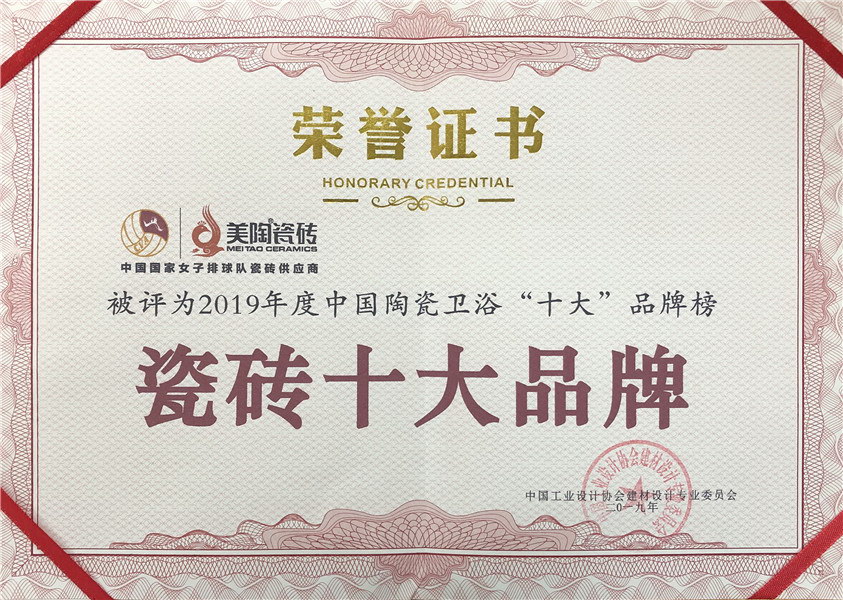 荣誉证书
HONORARY CREDENTIAL
美陶瓷砖
MEITAO CERAMICS
中国国家女子排球队瓷砖供应商
被评为2019年度中国陶瓷卫浴“十大”品牌榜
瓷砖十大品牌
中国工业设计协会建材设计专业委员会
二〇一九年